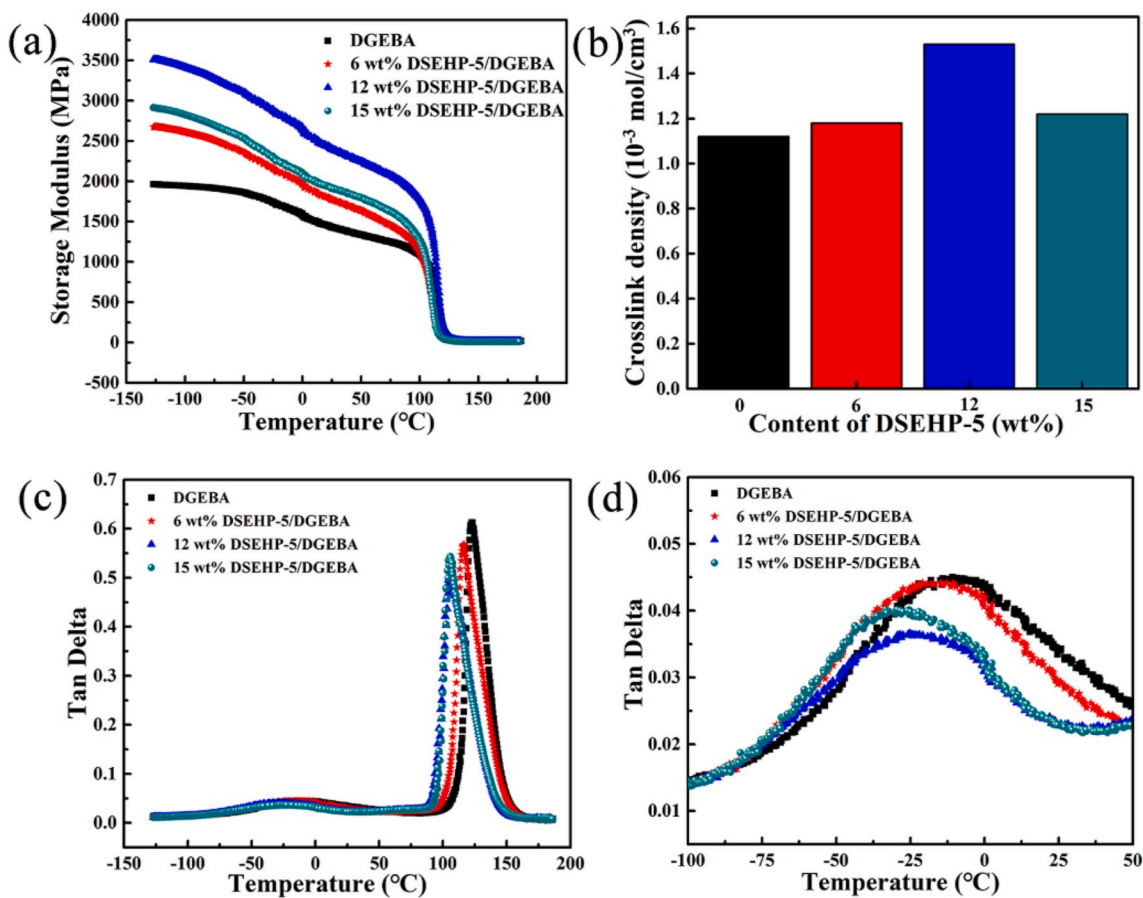 (a)
4000
3500
3000
2500
2000
1500
1000
500
0
-500
Storage Modulus (MPa)
DGEBA
6 wt% DSEHP-5/DGEBA
12 wt% DSEHP-5/DGEBA
15 wt% DSEHP-5/DGEBA
-150 -100 -50 0 50 100 150 200
Temperature (℃)
(b)
1.6
1.4
1.2
1.0
0.8
0.6
0.4
0.2
0.0
Crosslink density (10⁻³ mol/cm³)
0 6 12 15
Content of DSEHP-5 (wt%)
(c)
0.7
0.6
0.5
0.4
0.3
0.2
0.1
0.0
Tan Delta
DGEBA
6 wt% DSEHP-5/DGEBA
12 wt% DSEHP-5/DGEBA
15 wt% DSEHP-5/DGEBA
-150 -100 -50 0 50 100 150 200
Temperature (℃)
(d)
0.06
0.05
0.04
0.03
0.02
0.01
Tan Delta
DGEBA
6 wt% DSEHP-5/DGEBA
12 wt% DSEHP-5/DGEBA
15 wt% DSEHP-5/DGEBA
-100 -75 -50 -25 0 25 50
Temperature (℃)